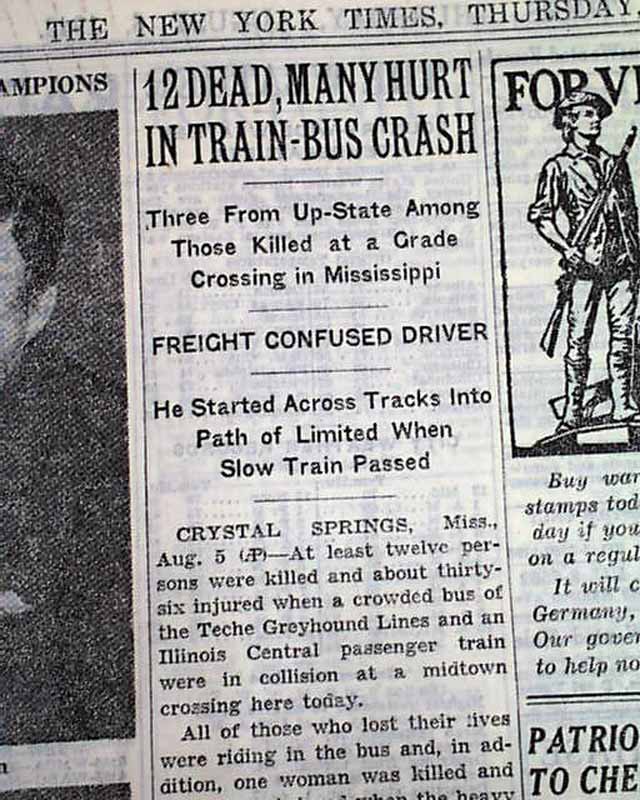 THE NEW YORK TIMES, THURSDAY,
AMPIONS
12 DEAD, MANY HURT
IN TRAIN-BUS CRASH
Three From Up-State Among
Those Killed at a Grade
Crossing in Mississippi
FREIGHT CONFUSED DRIVER
He Started Across Tracks Into
Path of Limited When
Slow Train Passed
CRYSTAL SPRINGS, Miss.,
Aug. 5 (AP)—At least twelve per-
sons were killed and about thirty-
six injured when a crowded bus of
the Teche Greyhound Lines and an
Illinois Central passenger train
were in collision at a midtown
crossing here today.
All of those who lost their lives
were riding in the bus and, in ad-
dition, one woman was killed and
when the heavy
FOR VI
Buy war
stamps tod
day if you
on a regul
It will c
Germany,
Our gover
to help no
PATRIO
TO CHE